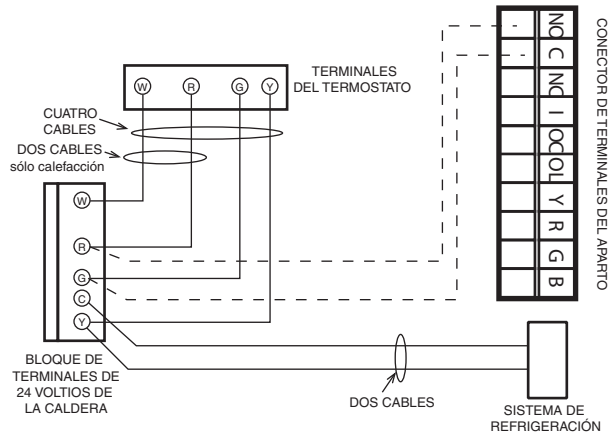 W R G Y
TERMINALES
DEL TERMOSTATO
CUATRO
CABLES
DOS CABLES
sólo calefacción
W
R
G
C
Y
BLOQUE DE
TERMINALES DE
24 VOLTIOS DE
LA CALDERA
DOS CABLES
SISTEMA DE
REFRIGERACIÓN
NO
C
NC
I
OC
OL
Y
R
G
B
CONECTOR DE TERMINALES DEL APARTO